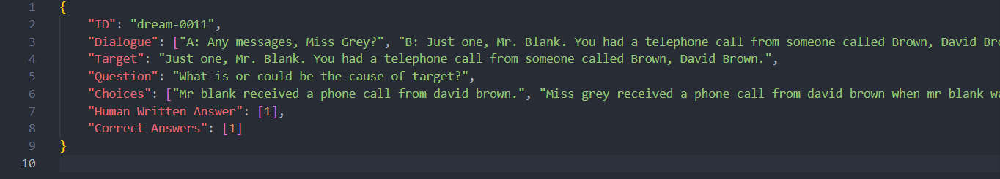 1 {
2 "ID": "dream-0011",
3 "Dialogue": ["A: Any messages, Miss Grey?", "B: Just one, Mr. Blank. You had a telephone call from someone called Brown, David
4 "Target": "Just one, Mr. Blank. You had a telephone call from someone called Brown, David Brown.",
5 "Question": "What is or could be the cause of target?",
6 "Choices": ["Mr blank received a phone call from david brown.", "Miss grey received a phone call from david brown when mr blank
7 "Human Written Answer": [1],
8 "Correct Answers": [1]
9 }
10